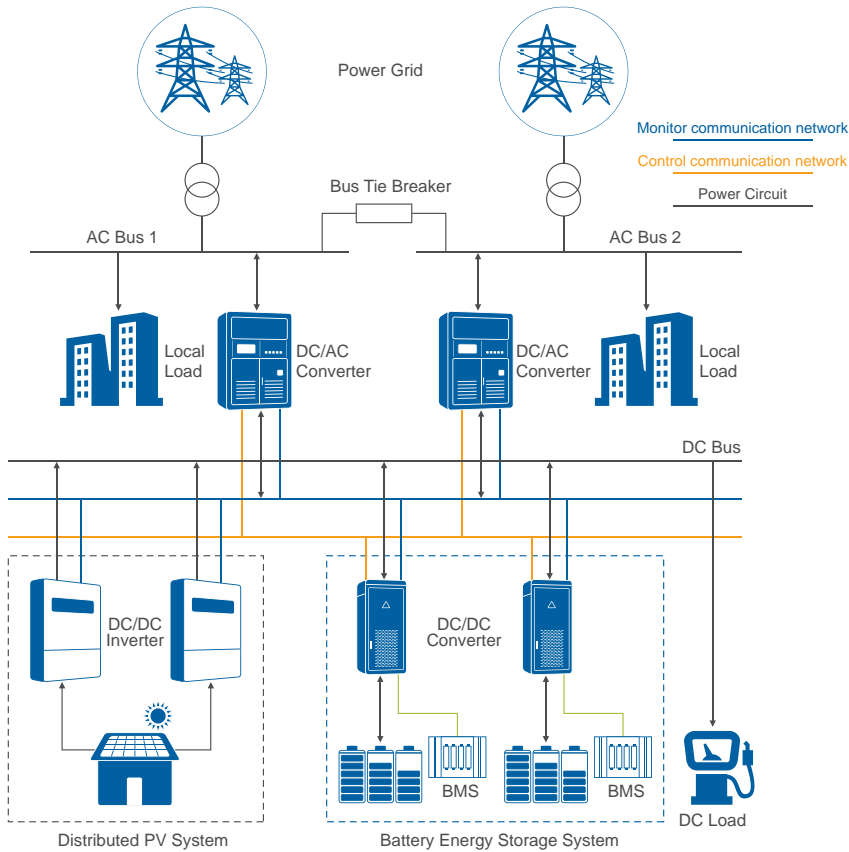 Power Grid
Monitor communication network
Control communication network
Power Circuit
Bus Tie Breaker
AC Bus 1
AC Bus 2
Local
Load
DC/AC
Converter
DC/AC
Converter
Local
Load
DC Bus
DC/DC
Inverter
DC/DC
Converter
BMS
BMS
DC Load
Distributed PV System
Battery Energy Storage System